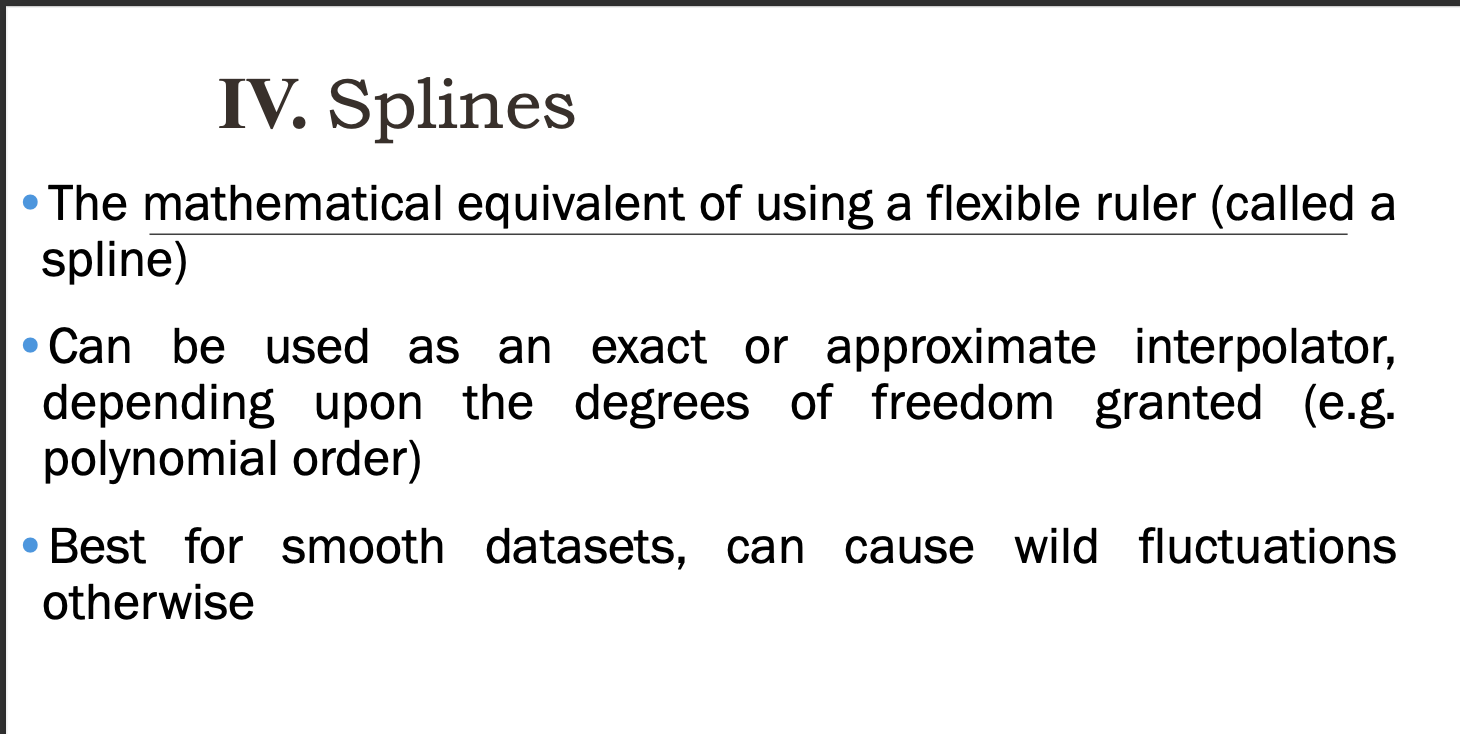 IV. Splines
•The mathematical equivalent of using a flexible ruler (called a
spline)
•Can be used as an exact or approximate interpolator,
depending upon the degrees of freedom granted (e.g.
polynomial order)
•Best for smooth datasets, can cause wild fluctuations
otherwise